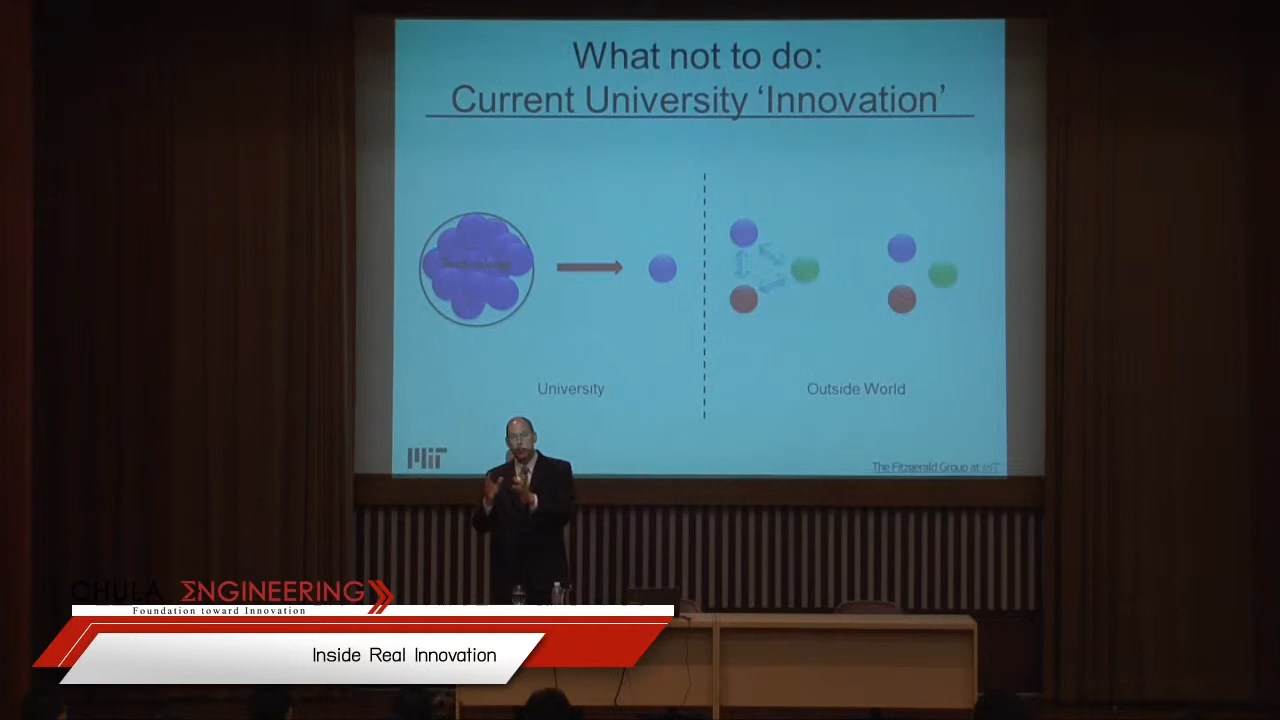 What not to do:
Current University ‘Innovation’
University
Outside World
MIT
The Fitzgerald Group at MIT
CHULA ENGINEERING
Foundation toward Innovation
Inside Real Innovation